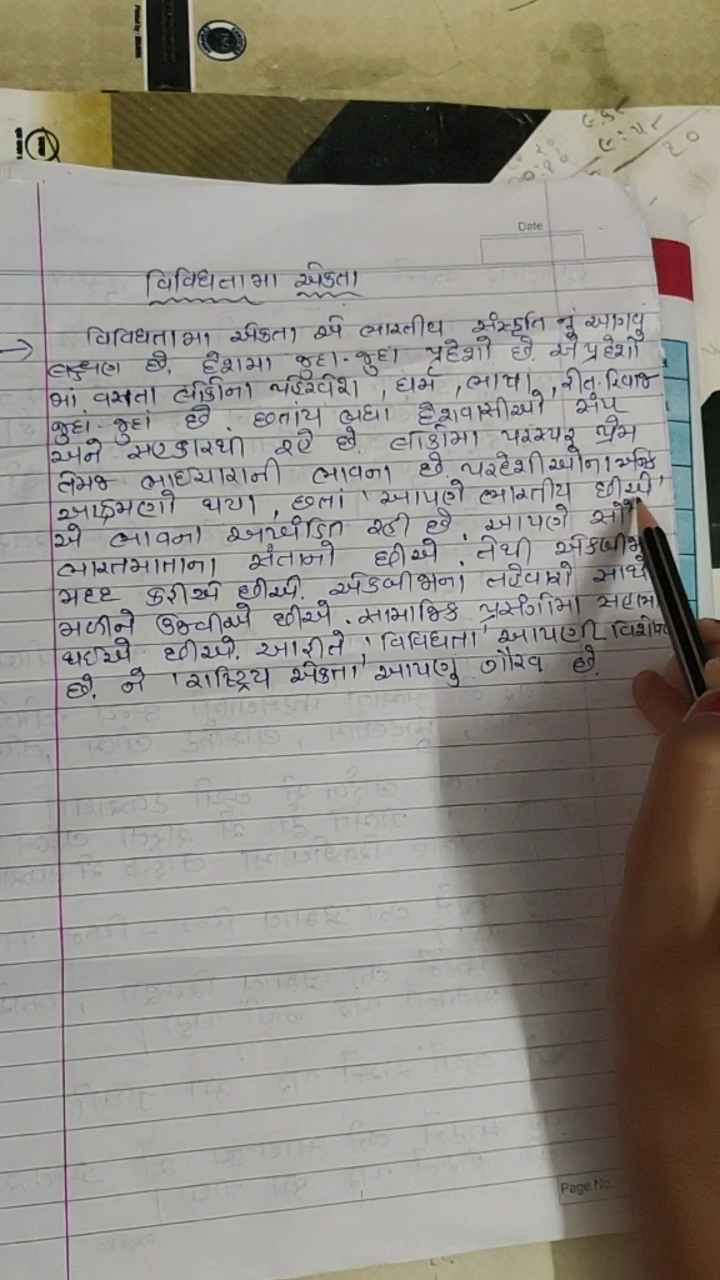 Date
વિવિધતામા એકતા
વિવિધતામા એકતા એ ભારતીય સંસ્કૃતિ નું આગવું
લક્ષણ છે. દેશમા જુદા-જુદા પ્રદેશો છે. એ પ્રદેશો
માં વસતા લોકોના પહેરવેશ, ધર્મ, ભાષા, રીત-રિવાજ
જુદા-જુદાં છે. છતાંય બધા દેશવાસીઓ સંપ
અને સહકારથી રહે છે. લોકોમા પરસ્પર પ્રેમ
તેમજ ભાઈચારાની ભાવના છે. પરદેશીઓના અનેક
આક્રમણો થયા, છતાં 'આપણે ભારતીય છીએ'
એ ભાવના અખંડિત રહી છે. આપણે સૌ
ભારતમાતાના સંતાનો છીએ. તેથી એકબીજાને
મદદ કરીએ છીએ. એકબીજાના તહેવારો સાથે
મળીને ઉજવીએ છીએ. સામાજિક પ્રસંગોમા સહભાગી
થઈએ છીએ. આ રીતે 'વિવિધતા' આપણી વિશેષતા
છે. ને 'રાષ્ટ્રિય એકતા' આપણુ ગૌરવ છે.
Page No